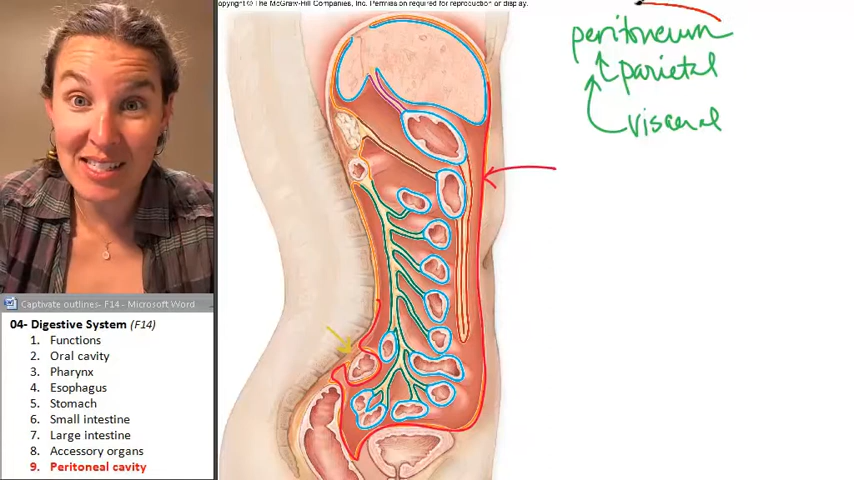 opyright © The McGraw-Hill Companies, Inc. Permission required for reproduction or display.
peritoneum
parietal
visceral
Captivate outlines- F14 - Microsoft Word
04- Digestive System (F14)
1. Functions
2. Oral cavity
3. Pharynx
4. Esophagus
5. Stomach
6. Small intestine
7. Large intestine
8. Accessory organs
9. Peritoneal cavity